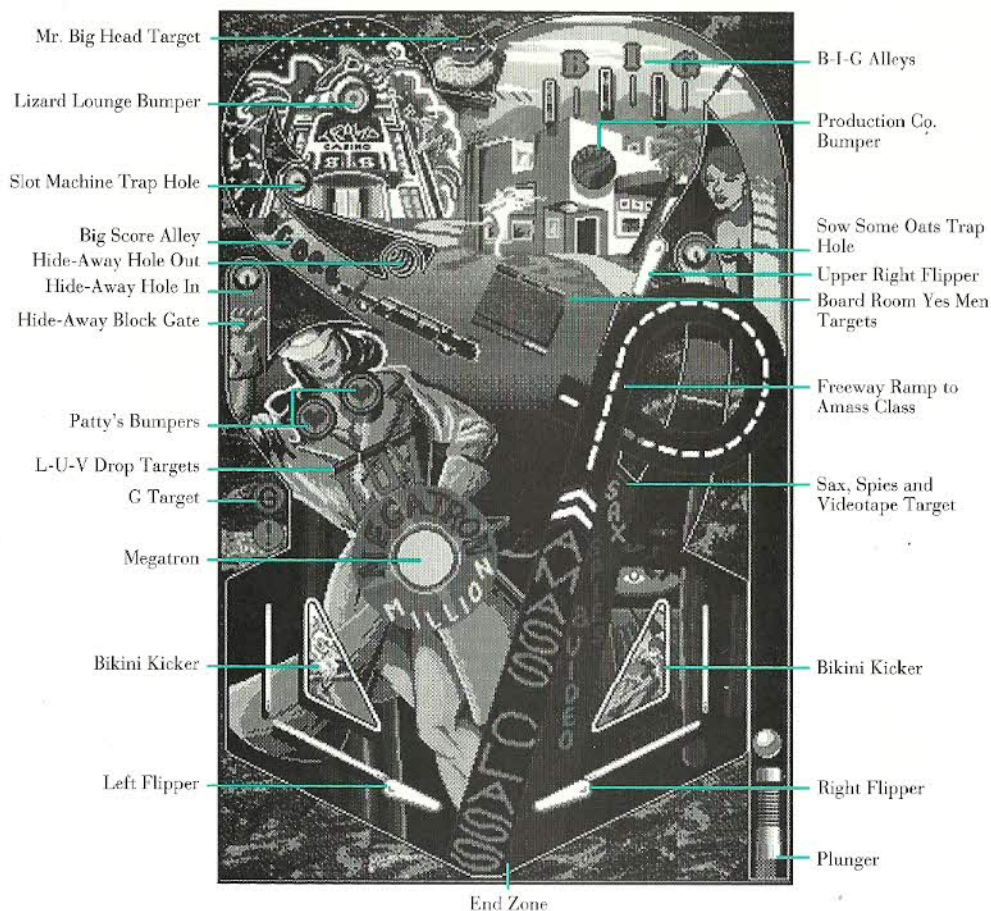 Mr. Big Head Target
Lizard Lounge Bumper
Slot Machine Trap Hole
Big Score Alley
Hide-Away Hole Out
Hide-Away Hole In
Hide-Away Block Gate
Patty's Bumpers
L-U-V Drop Targets
G Target
Megatron
Bikini Kicker
Left Flipper
B-I-G Alleys
Production Co.
Bumper
Sow Some Oats Trap
Hole
Upper Right Flipper
Board Room Yes Men
Targets
Freeway Ramp to
Amass Class
Sax, Spies and
Videotape Target
Bikini Kicker
Right Flipper
Plunger
End Zone
B I G
CASINO
$ $
LUV
MEGATRON
MILLION
SAX
AMASS CLASS
G